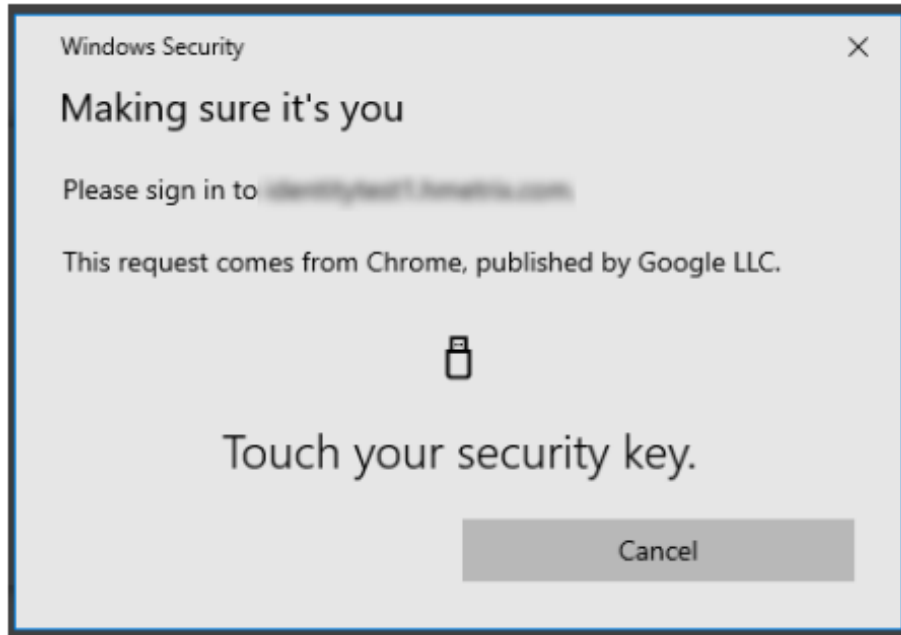 Windows Security
Making sure it's you
Please sign in to
This request comes from Chrome, published by Google LLC.
Touch your security key.
Cancel